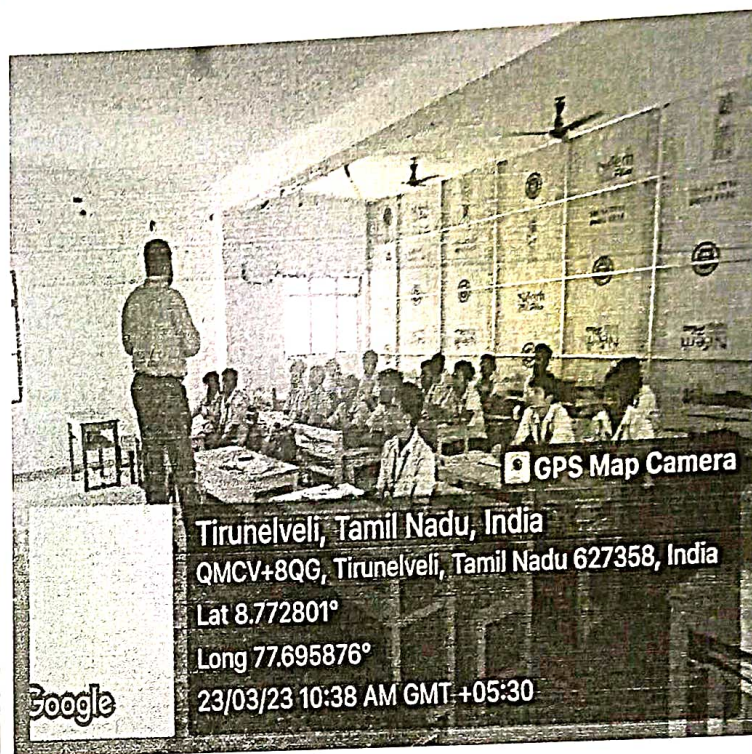 GPS Map Camera
Tirunelveli, Tamil Nadu, India
QMCV+8QG, Tirunelveli, Tamil Nadu 627358, India
Lat 8.772801°
Long 77.695876°
23/03/23 10:38 AM GMT +05:30
Google